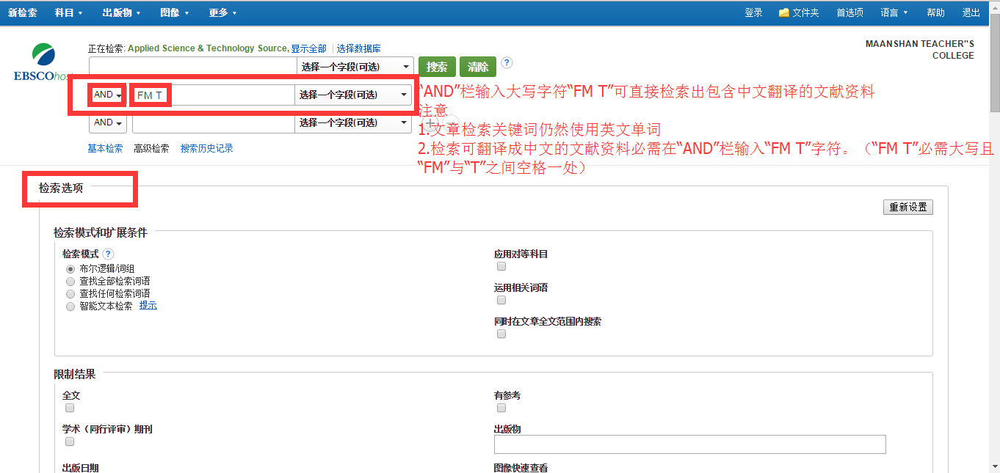 新检索 科目 出版物 图像 更多 登录 文件夹 首选项 语言 帮助 退出
正在检索: Applied Science & Technology Source, 显示全部 选择数据库
MAANSHAN TEACHER"S
COLLEGE
EBSCOhost
选择一个字段(可选) 搜索 清除 ?
AND FM T 选择一个字段(可选)
“AND”栏输入大写字符“FM T”可直接检索出包含中文翻译的文献资料
注意
AND 选择一个字段(可选)
1.文章检索关键词仍然使用英文单词
2.检索可翻译成中文的文献资料必需在“AND”栏输入“FM T”字符。（“FM T”必需大写且
“FM”与“T”之间空格一处）
基本检索 高级检索 搜索历史记录
检索选项
重新设置
检索模式和扩展条件
检索模式 ?
布尔逻辑/词组
查找全部检索词语
查找任何检索词语
智能文本检索 提示
应用对等科目
运用相关词语
同时在文章全文范围内搜索
限制结果
全文
有参考
学术（同行评审）期刊
出版物
出版日期
图像快速查看